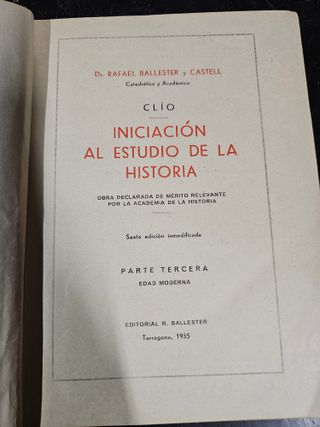 Dr. RAFAEL BALLESTER y CASTELL
Catedrático y Académico
CLÍO
INICIACIÓN
AL ESTUDIO DE LA
HISTORIA
OBRA DECLARADA DE MÉRITO RELEVANTE
POR LA ACADEMIA DE LA HISTORIA
Sexta edición inmodificada
PARTE TERCERA
EDAD MODERNA
EDITORIAL R. BALLESTER
Tarragona, 1935